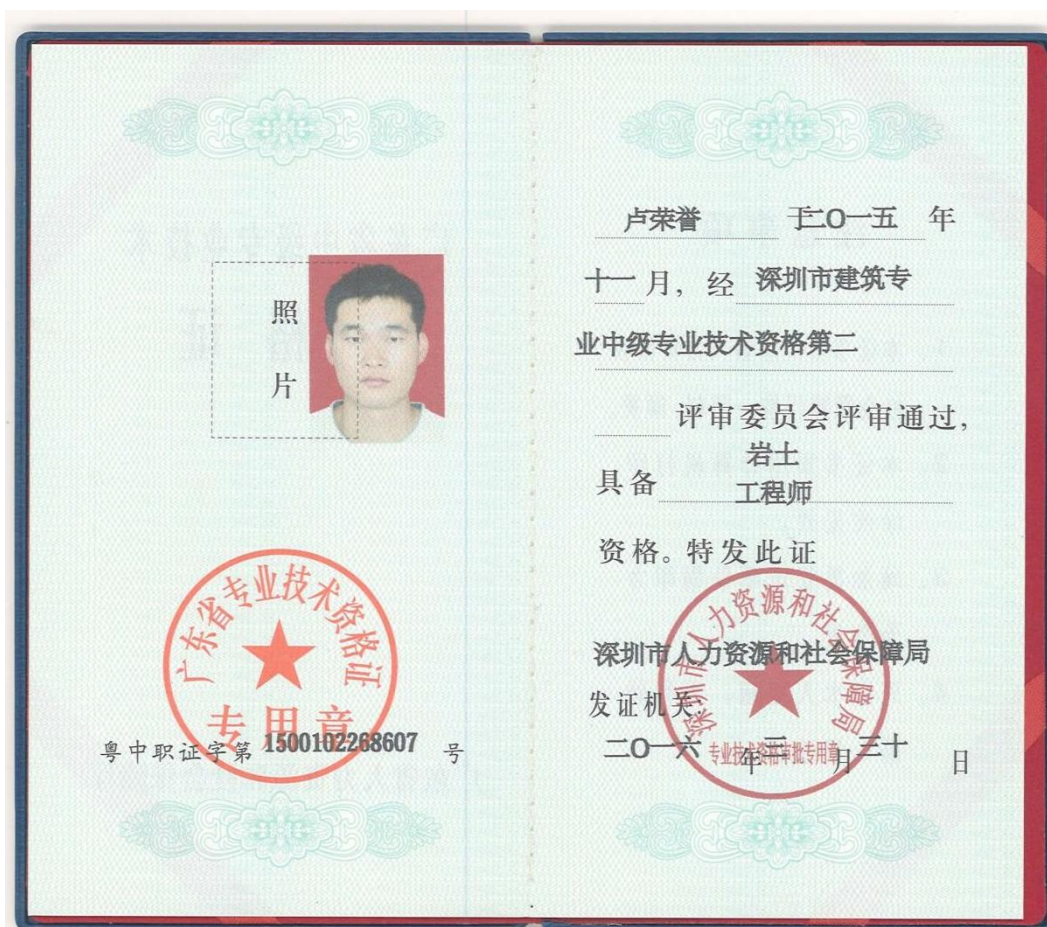 照
片
广东省专业技术资格证
专用章
粤中职证字第 1500102268607 号
卢荣誉 于二O一五 年
十一月，经 深圳市建筑专
业中级专业技术资格第二
评审委员会评审通过，
岩土
具备 工程师
资格。特发此证
深圳市人力资源和社会保障局
深圳市人力资源和社会保障局
发证机关：
专业技术资格审批专用章
二O一六 年 三 月 三十 日